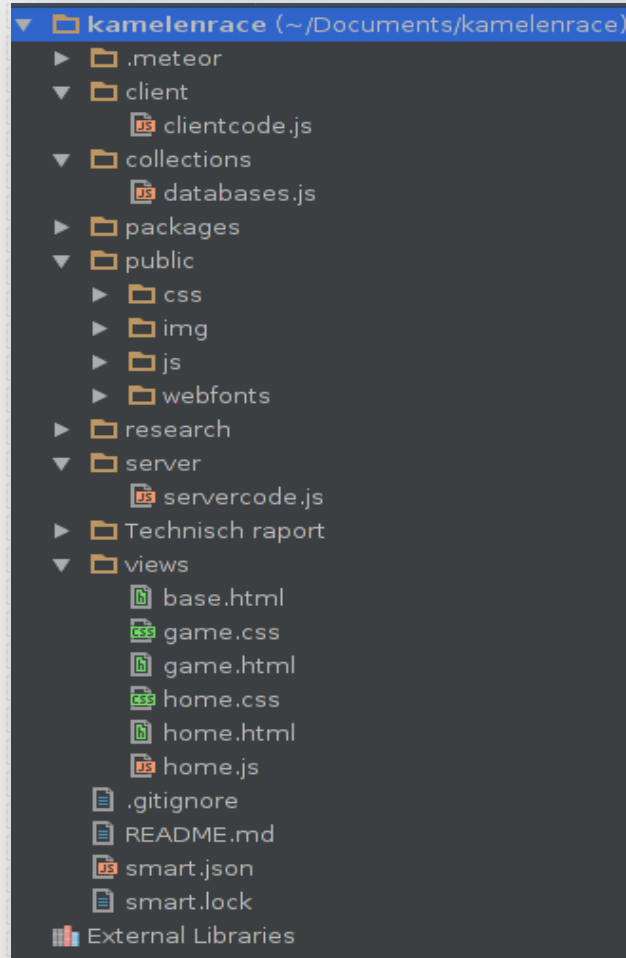 kamelenrace (~/Documents/kamelenrace)
.meteor
client
clientcode.js
collections
databases.js
packages
public
css
img
js
webfonts
research
server
servercode.js
Technisch raport
views
base.html
game.css
game.html
home.css
home.html
home.js
.gitignore
README.md
smart.json
smart.lock
External Libraries